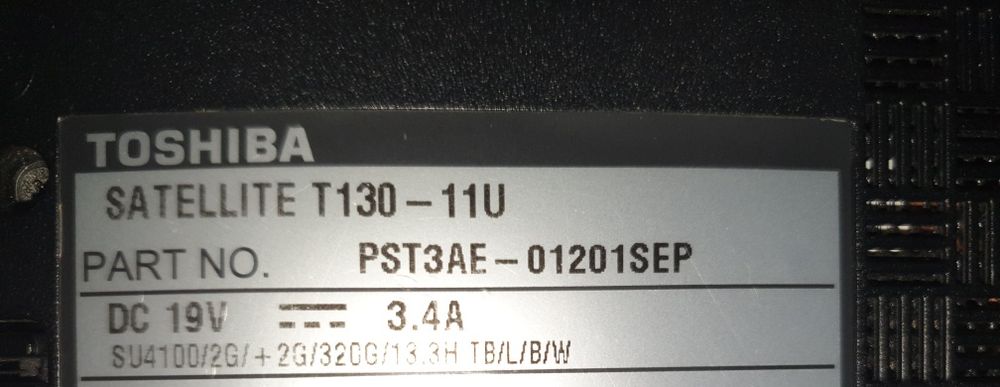 TOSHIBA
SATELLITE T130-11U
PART NO. PST3AE-01201SEP
DC 19V ⎓ 3.4A
SU4100/2G/+2G/320G/13.3H TB/L/B/W